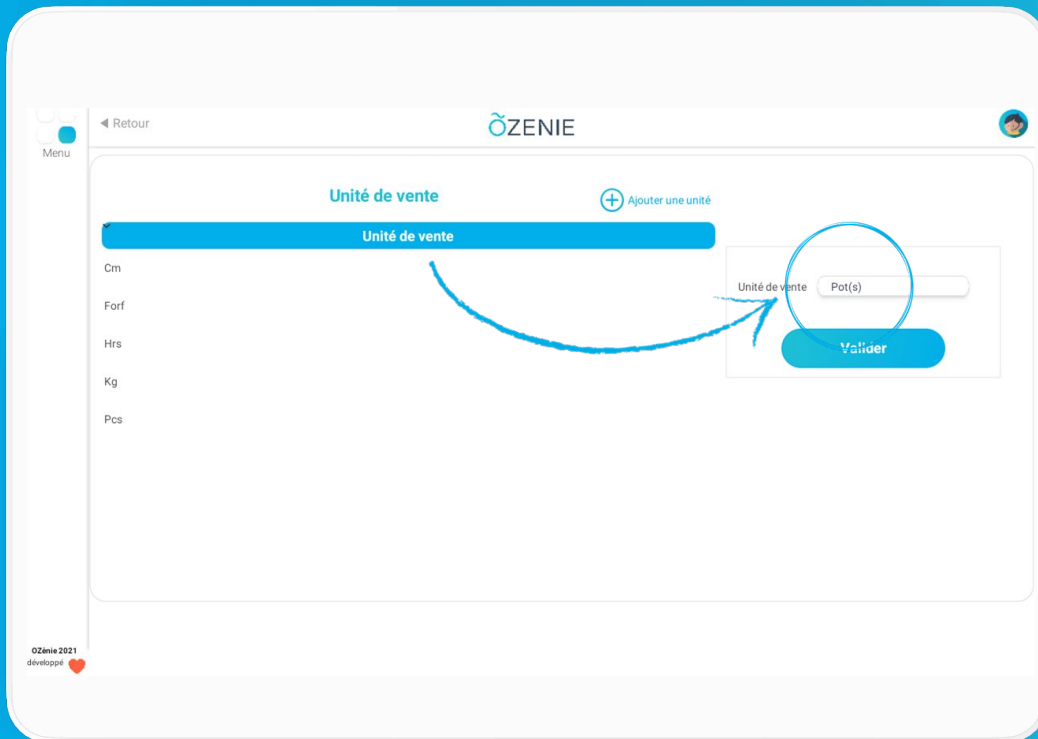 Menu
◀ Retour
ÕZENIE
Unité de vente
Ajouter une unité
Unité de vente
Cm
Forf
Hrs
Kg
Pcs
Unité de vente
Pot(s)
Valider
OZènie 2021
développé